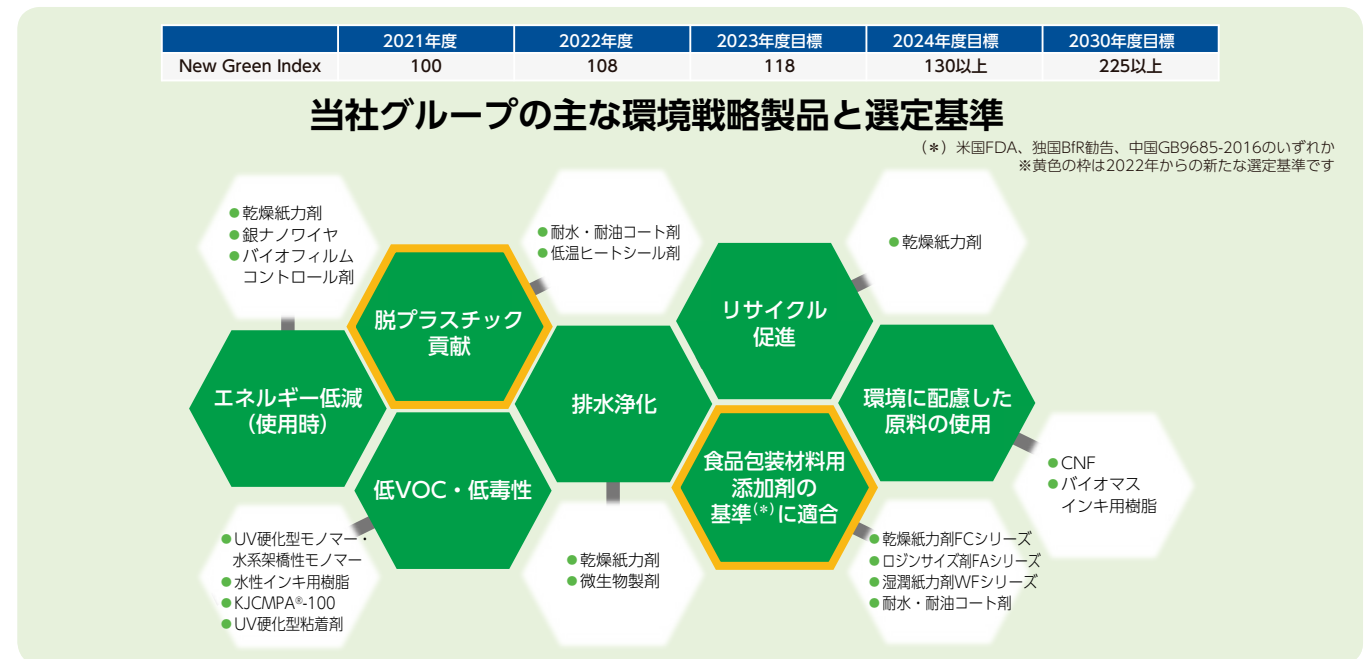 2021年度 2022年度 2023年度目標 2024年度目標 2030年度目標
New Green Index 100 108 118 130以上 225以上
当社グループの主な環境戦略製品と選定基準
（*）米国FDA、独国BfR勧告、中国GB9685-2016のいずれか
※黄色の枠は2022年からの新たな選定基準です
●乾燥紙力剤
●銀ナノワイヤ
●バイオフィルム
コントロール剤
エネルギー低減
（使用時）
脱プラスチック
貢献
●耐水・耐油コート剤
●低温ヒートシール剤
低VOC・低毒性
●UV硬化型モノマー・
水系架橋性モノマー
●水性インキ用樹脂
●KJCMPA®-100
●UV硬化型粘着剤
排水浄化
●乾燥紙力剤
●微生物製剤
リサイクル
促進
●乾燥紙力剤
食品包装材料用
添加剤の
基準(*)に適合
●乾燥紙力剤FCシリーズ
●ロジンサイズ剤FAシリーズ
●湿潤紙力剤WFシリーズ
●耐水・耐油コート剤
環境に配慮した
原料の使用
●CNF
●バイオマス
インキ用樹脂